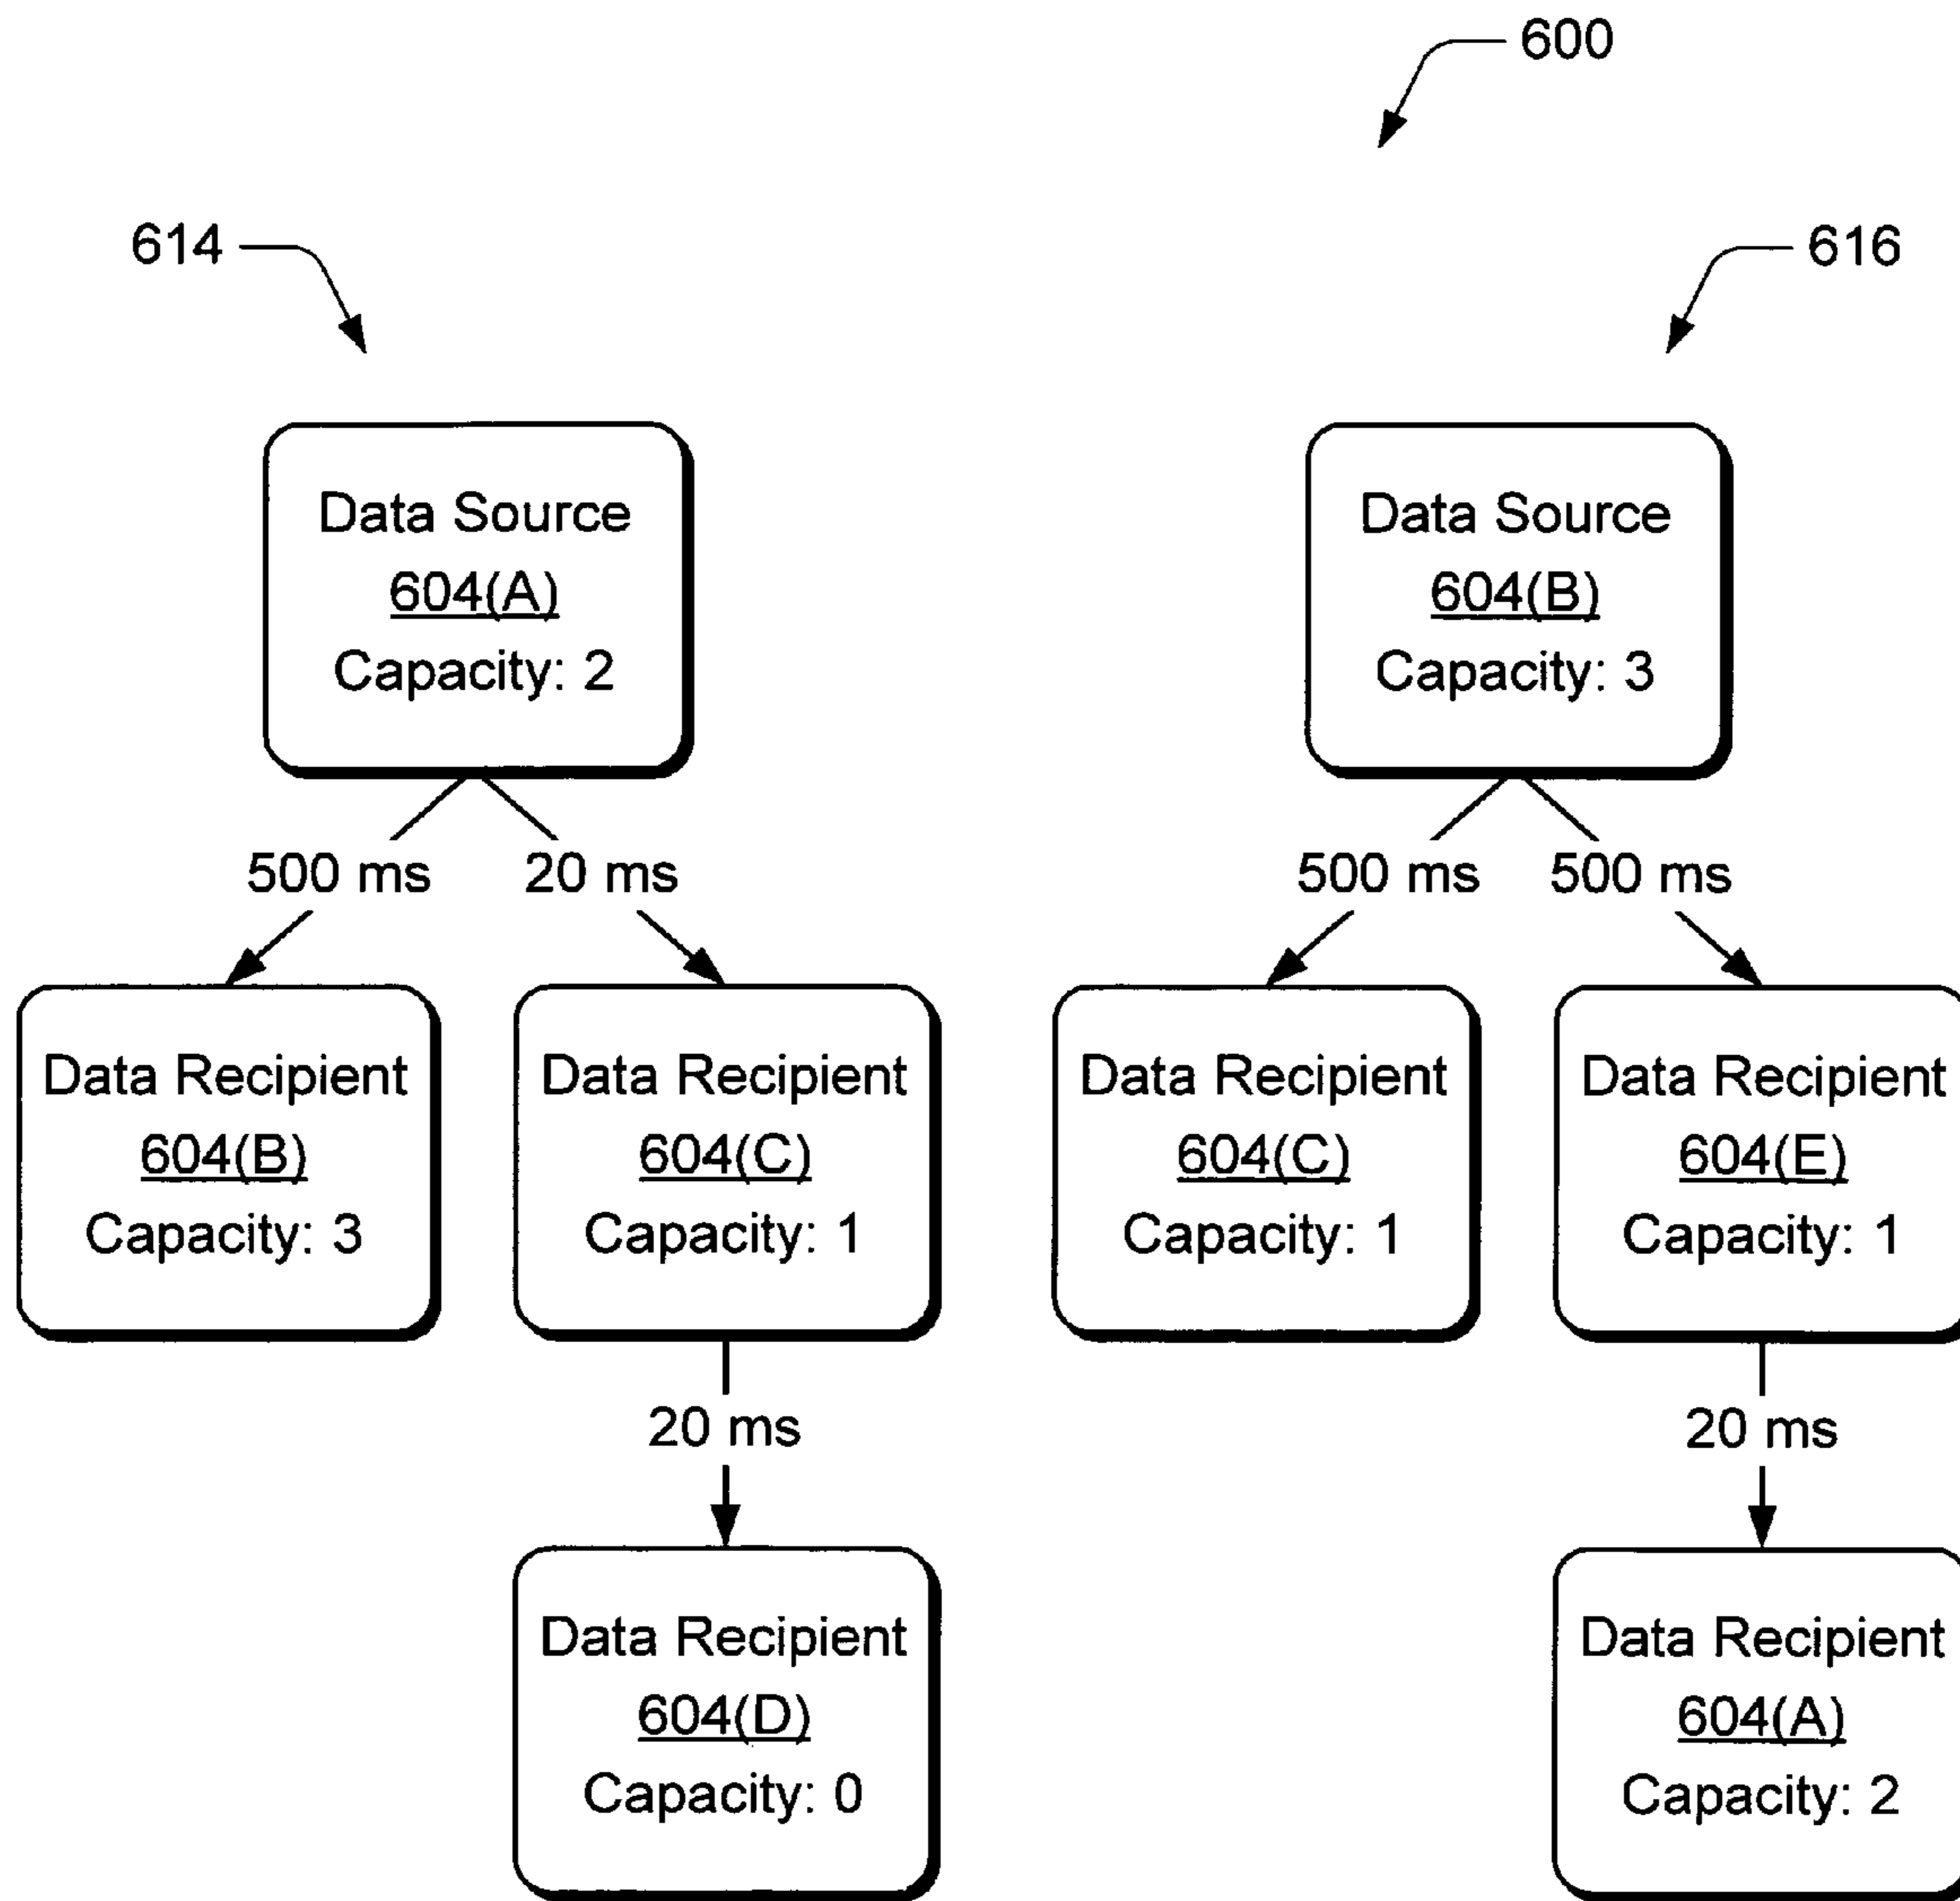 600
614
616
Data Source
604(A)
Capacity: 2
Data Source
604(B)
Capacity: 3
500 ms
20 ms
500 ms
500 ms
Data Recipient
604(B)
Capacity: 3
Data Recipient
604(C)
Capacity: 1
Data Recipient
604(C)
Capacity: 1
Data Recipient
604(E)
Capacity: 1
20 ms
20 ms
Data Recipient
604(D)
Capacity: 0
Data Recipient
604(A)
Capacity: 2